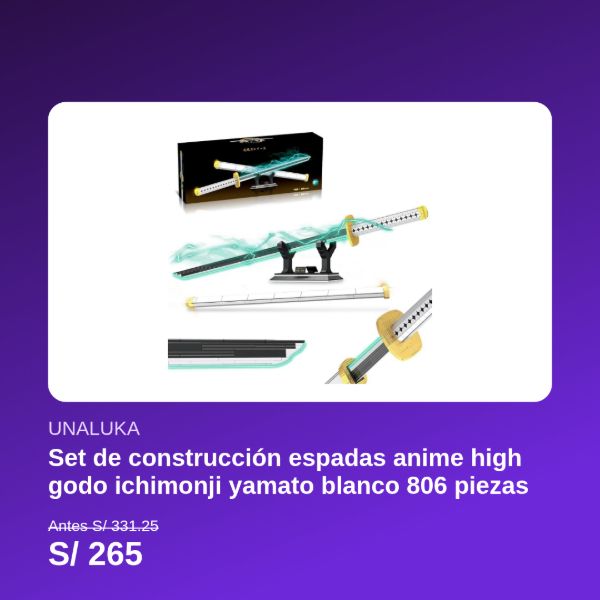 UNALUKA
Set de construcción espadas anime high
godo ichimonji yamato blanco 806 piezas
Antes S/ 331.25
S/ 265